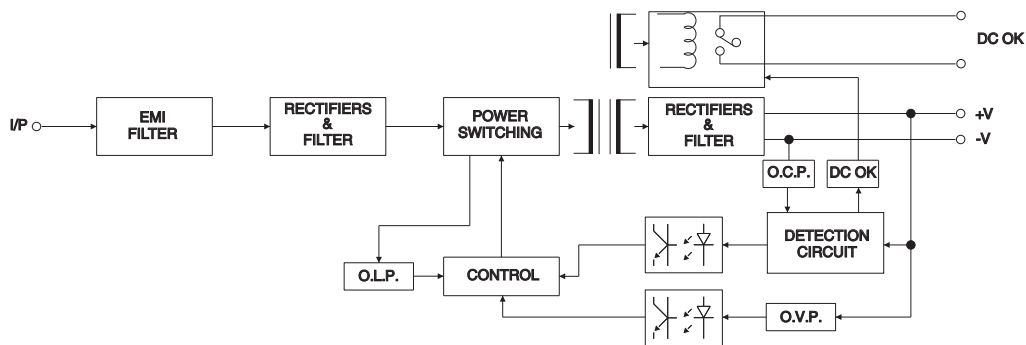 DC OK
I/P
EMI
FILTER
RECTIFIERS
&
FILTER
POWER
SWITCHING
RECTIFIERS
&
FILTER
+V
-V
O.C.P.
DC OK
DETECTION
CIRCUIT
O.L.P.
CONTROL
O.V.P.